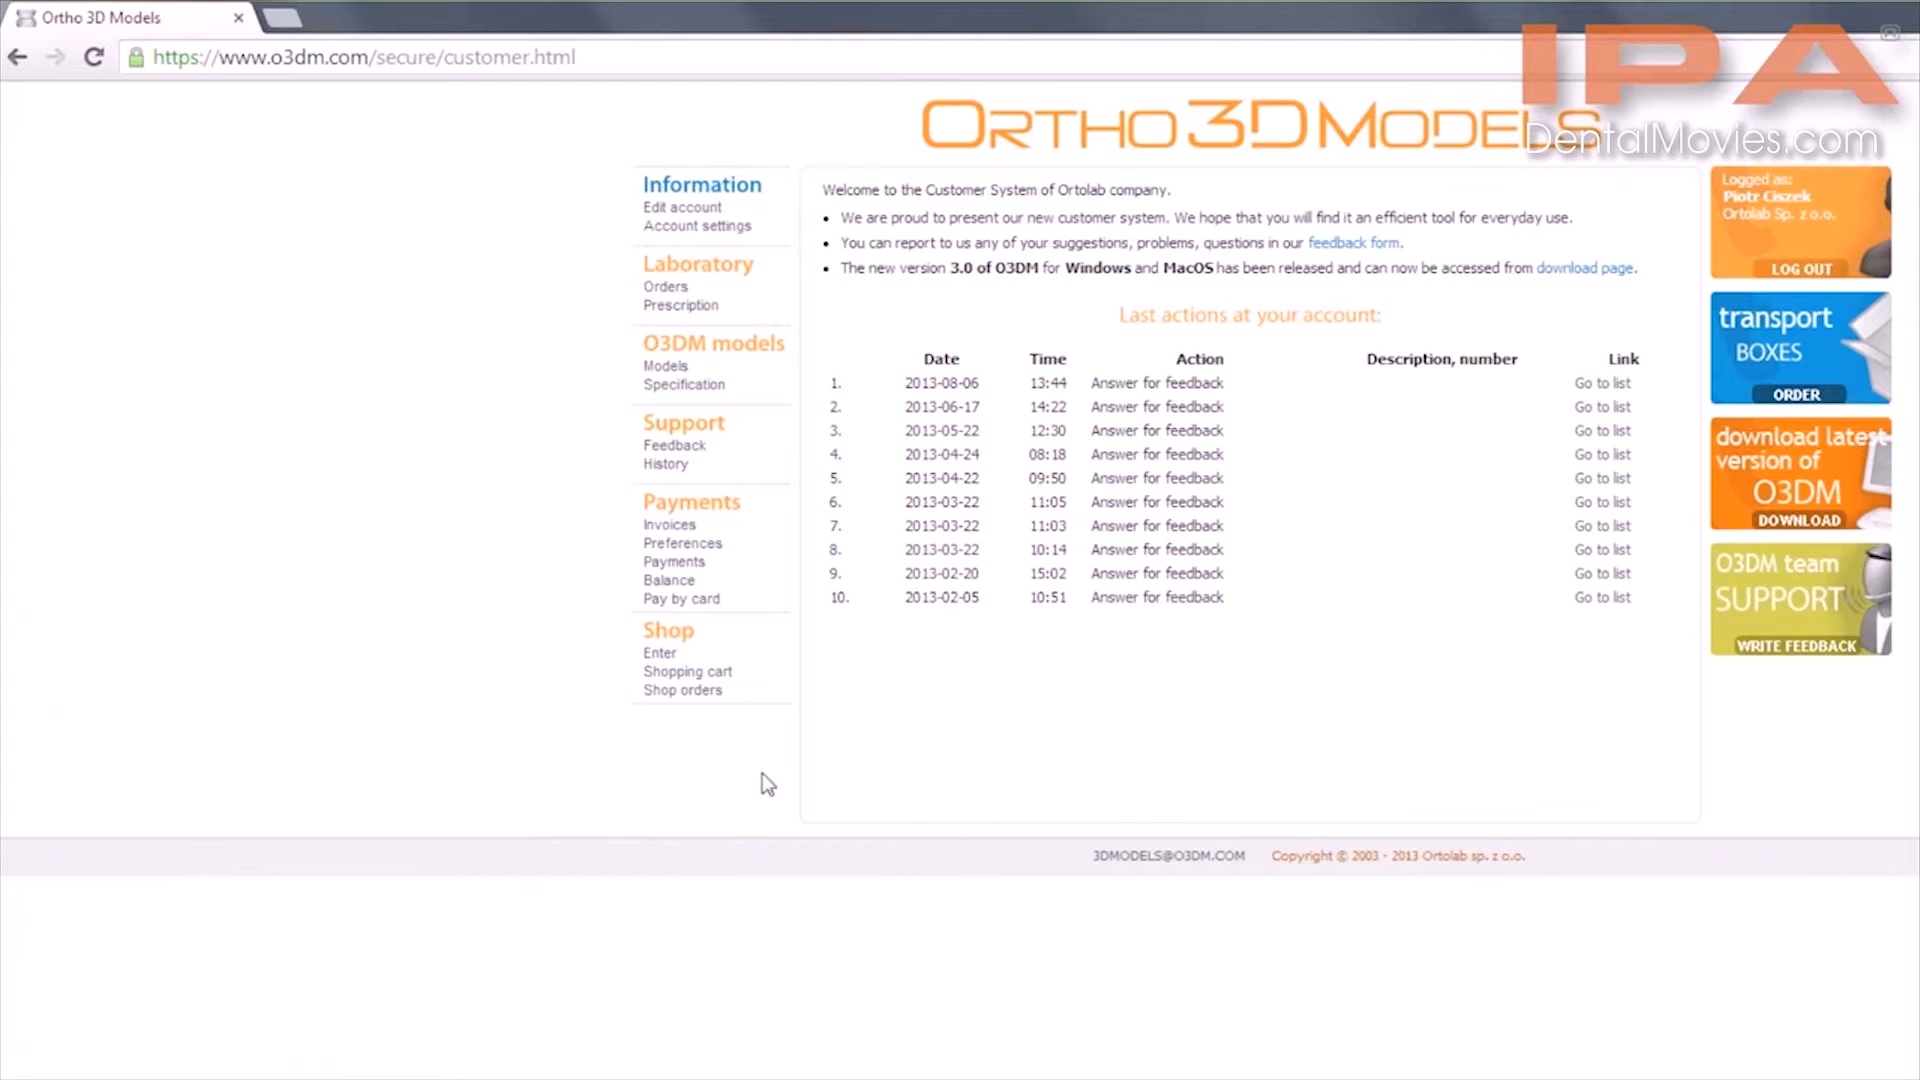 Ortho 3D Models
https://www.o3dm.com/secure/customer.html
IPA
DentalMovies.com
ORTHO 3D MODELS
Information
Edit account
Account settings
Laboratory
Orders
Prescription
O3DM models
Models
Specification
Support
Feedback
History
Payments
Invoices
Preferences
Payments
Balance
Pay by card
Shop
Enter
Shopping cart
Shop orders
Welcome to the Customer System of Ortolab company.
• We are proud to present our new customer system. We hope that you will find it an efficient tool for everyday use.
• You can report to us any of your suggestions, problems, questions in our feedback form.
• The new version 3.0 of O3DM for Windows and MacOS has been released and can now be accessed from download page.
Last actions at your account:
Date Time Action Description, number Link
1. 2013-08-06 13:44 Answer for feedback Go to list
2. 2013-06-17 14:22 Answer for feedback Go to list
3. 2013-05-22 12:30 Answer for feedback Go to list
4. 2013-04-24 08:18 Answer for feedback Go to list
5. 2013-04-22 09:50 Answer for feedback Go to list
6. 2013-03-22 11:05 Answer for feedback Go to list
7. 2013-03-22 11:03 Answer for feedback Go to list
8. 2013-03-22 10:14 Answer for feedback Go to list
9. 2013-02-20 15:02 Answer for feedback Go to list
10. 2013-02-05 10:51 Answer for feedback Go to list
Logged as:
Piotr Ciszek
Ortolab Sp. z o.o.
LOG OUT
transport
BOXES
ORDER
download latest
version of
O3DM
DOWNLOAD
O3DM team
SUPPORT
WRITE FEEDBACK
3DMODELS@O3DM.COM Copyright © 2003 - 2013 Ortolab sp. z o.o.